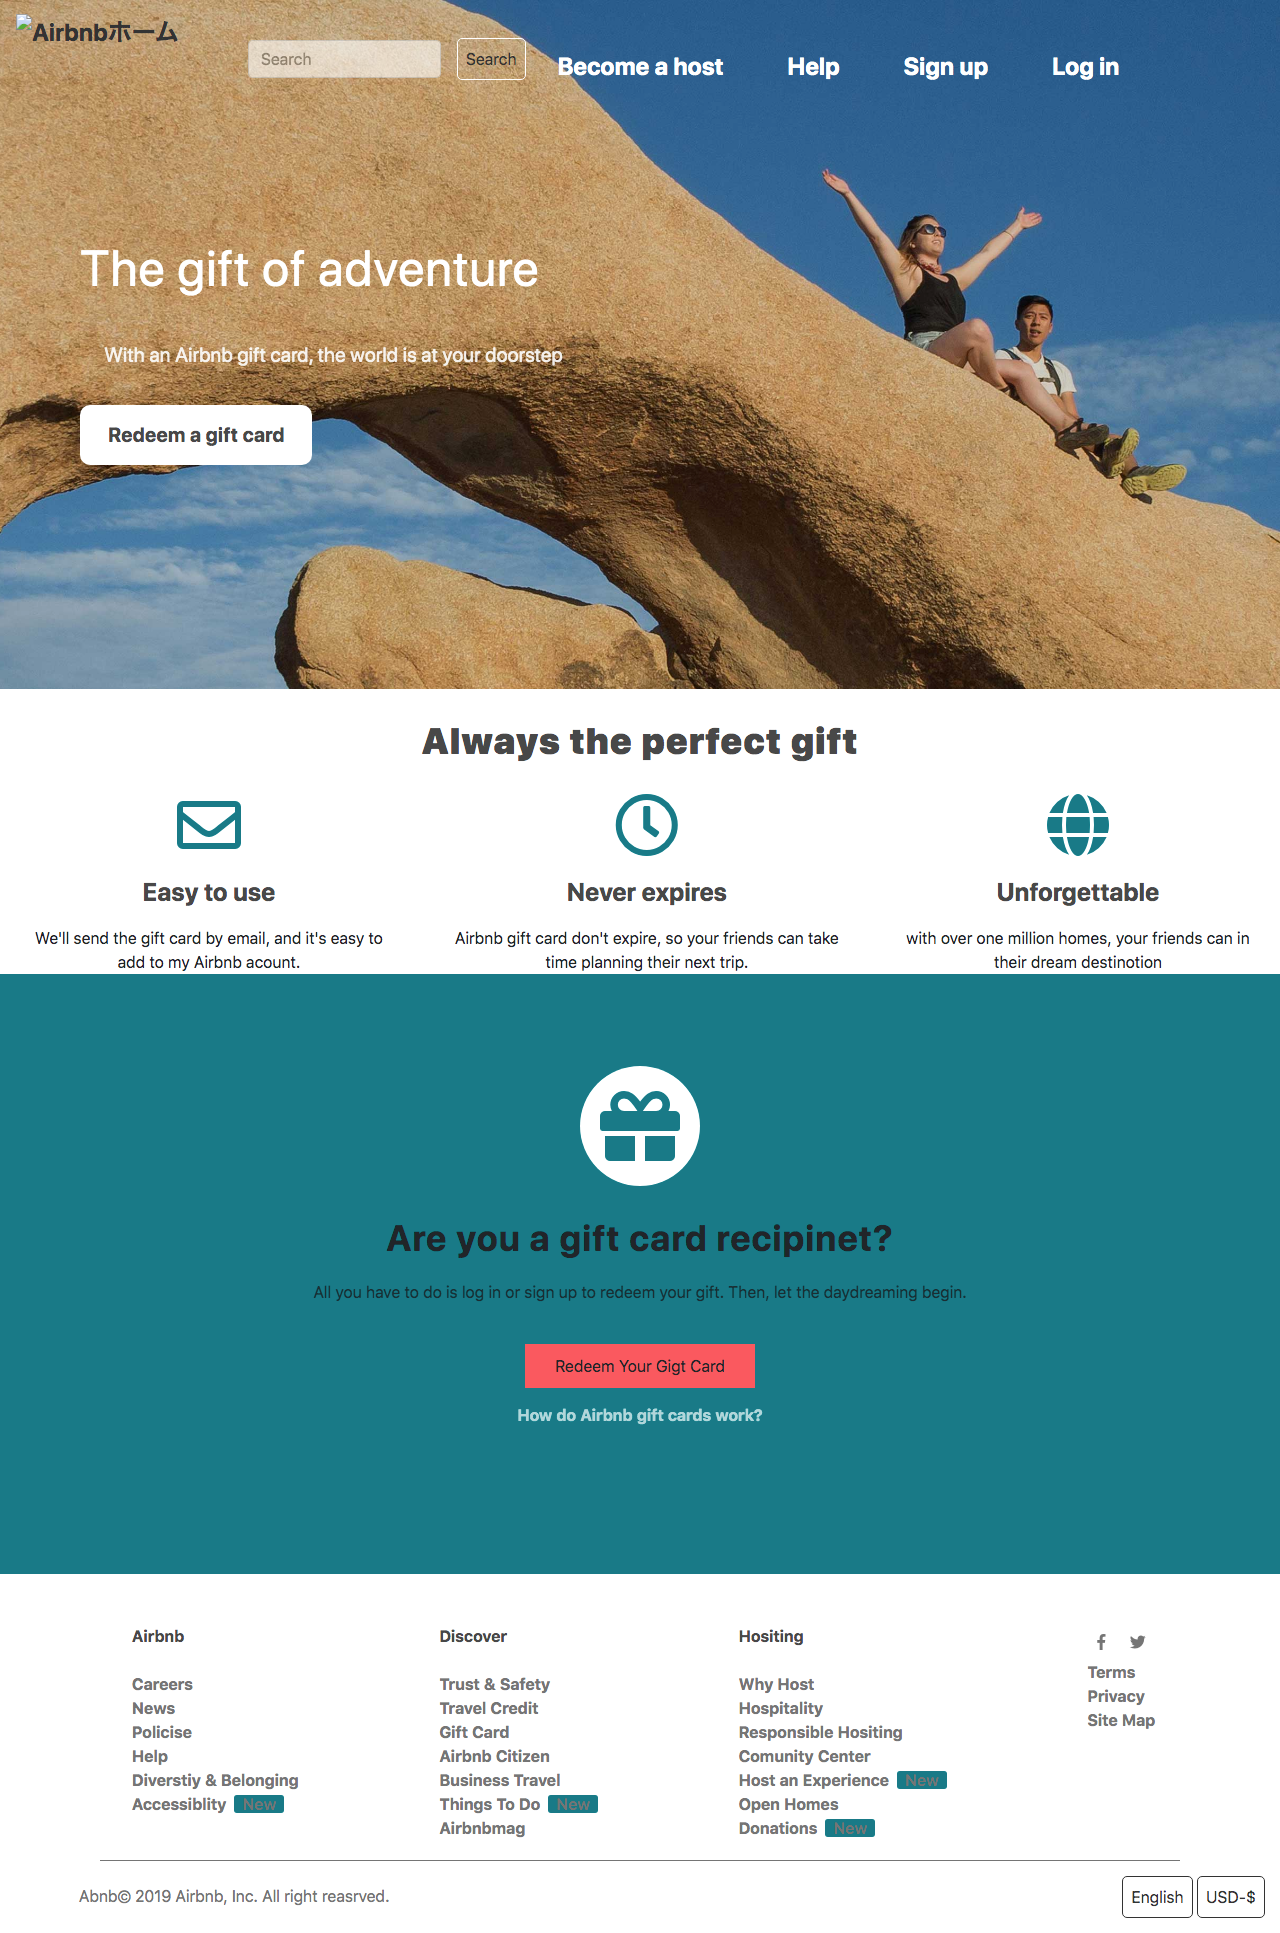 Airbnbホーム
Search
Search
Become a host
Help
Sign up
Log in
The gift of adventure
With an Airbnb gift card, the world is at your doorstep
Redeem a gift card
Always the perfect gift
Easy to use
We'll send the gift card by email, and it's easy to
add to my Airbnb acount.
Never expires
Airbnb gift card don't expire, so your friends can take
time planning their next trip.
Unforgettable
with over one million homes, your friends can in
their dream destinotion
Are you a gift card recipinet?
All you have to do is log in or sign up to redeem your gift. Then, let the daydreaming begin.
Redeem Your Gigt Card
How do Airbnb gift cards work?
Airbnb
Careers
News
Policise
Help
Diverstiy & Belonging
Accessiblity New
Discover
Trust & Safety
Travel Credit
Gift Card
Airbnb Citizen
Business Travel
Things To Do New
Airbnbmag
Hositing
Why Host
Hospitality
Responsible Hositing
Comunity Center
Host an Experience New
Open Homes
Donations New
Terms
Privacy
Site Map
Abnb© 2019 Airbnb, Inc. All right reasrved.
English
USD-$